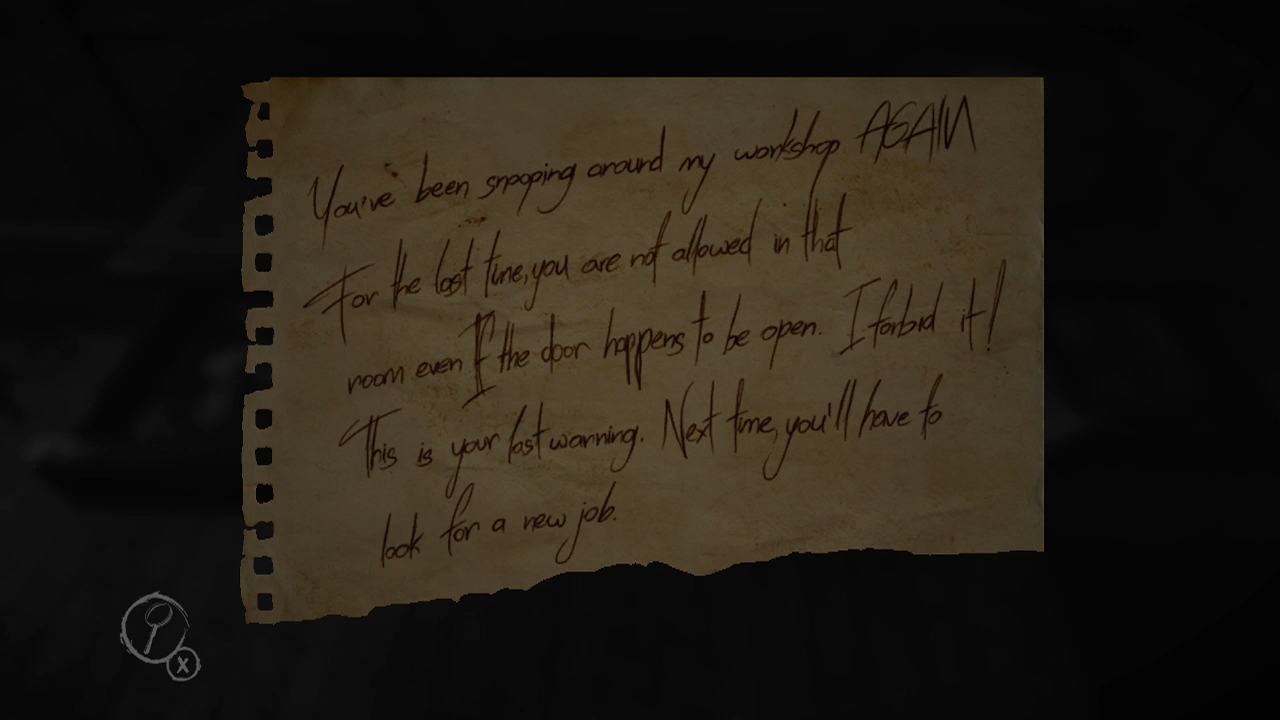 You've been snooping around my workshop AGAIN
For the last time, you are not allowed in that
room even If the door happens to be open. I forbid it!
This is your last warning. Next time, you'll have to
look for a new job.
X